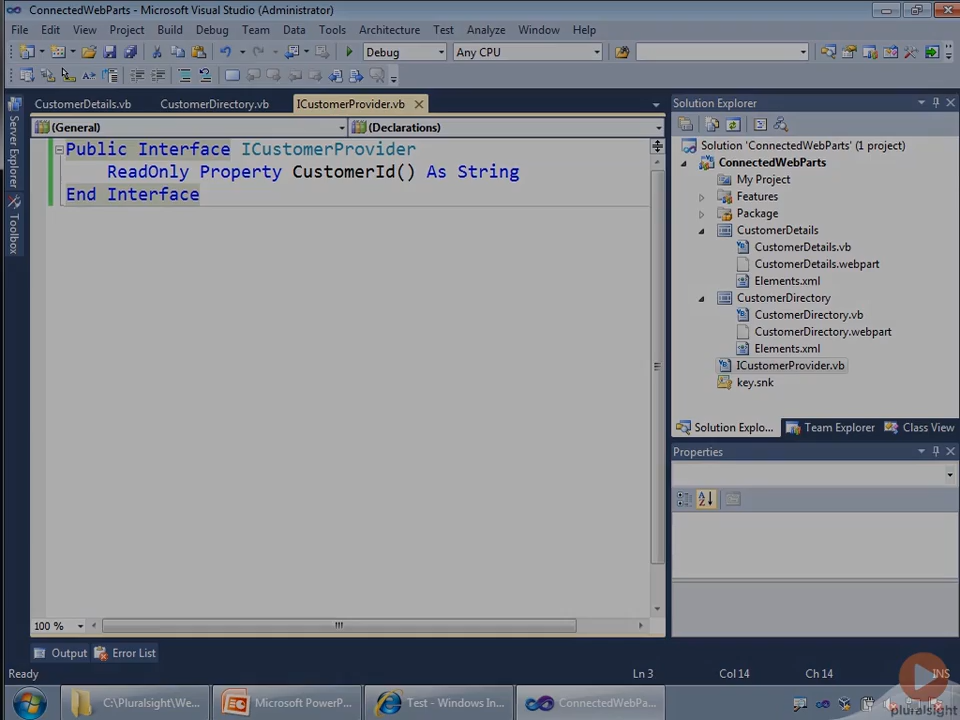 ConnectedWebParts - Microsoft Visual Studio (Administrator)
File Edit View Project Build Debug Team Data Tools Architecture Test Analyze Window Help
Debug Any CPU
CustomerDetails.vb CustomerDirectory.vb ICustomerProvider.vb
(General) (Declarations)
Public Interface ICustomerProvider
ReadOnly Property CustomerId() As String
End Interface
Server Explorer
Toolbox
Solution Explorer
Solution 'ConnectedWebParts' (1 project)
ConnectedWebParts
My Project
Features
Package
CustomerDetails
CustomerDetails.vb
CustomerDetails.webpart
Elements.xml
CustomerDirectory
CustomerDirectory.vb
CustomerDirectory.webpart
Elements.xml
ICustomerProvider.vb
key.snk
Solution Explo... Team Explorer Class View
Properties
100 %
Output Error List
Ready Ln 3 Col 14 Ch 14 INS
C:\Pluralsight\We... Microsoft PowerP... Test - Windows In... ConnectedWebPa...
pluralsight